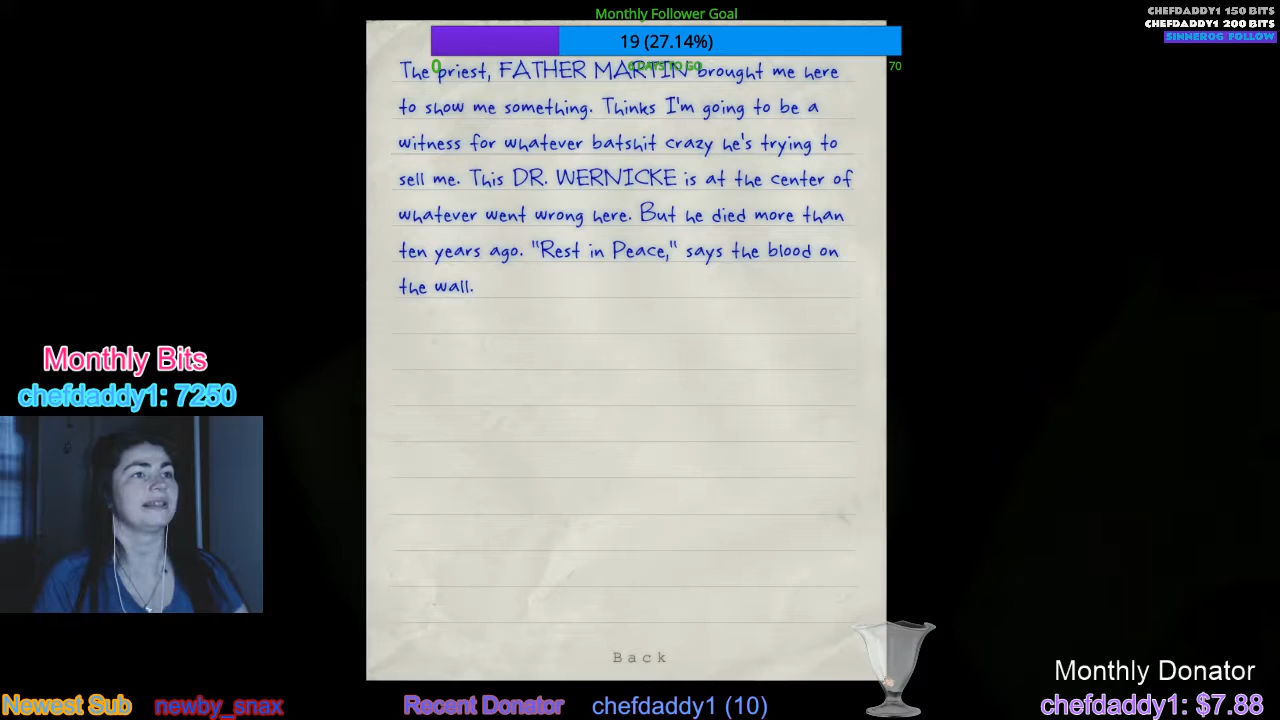 Monthly Follower Goal
CHEFDADDY1 150 BITS
CHEFDADDY1 200 BITS
SINNEROG FOLLOW
19 (27.14%)
0
70
The priest, FATHER MARTIN brought me here
to show me something. Thinks I'm going to be a
witness for whatever batshit crazy he's trying to
sell me. This DR. WERNICKE is at the center of
whatever went wrong here. But he died more than
ten years ago. "Rest in Peace," says the blood on
the wall.
Monthly Bits
chefdaddy1: 7250
Back
Monthly Donator
chefdaddy1: $7.88
Newest Sub newby_snax
Recent Donator chefdaddy1 (10)